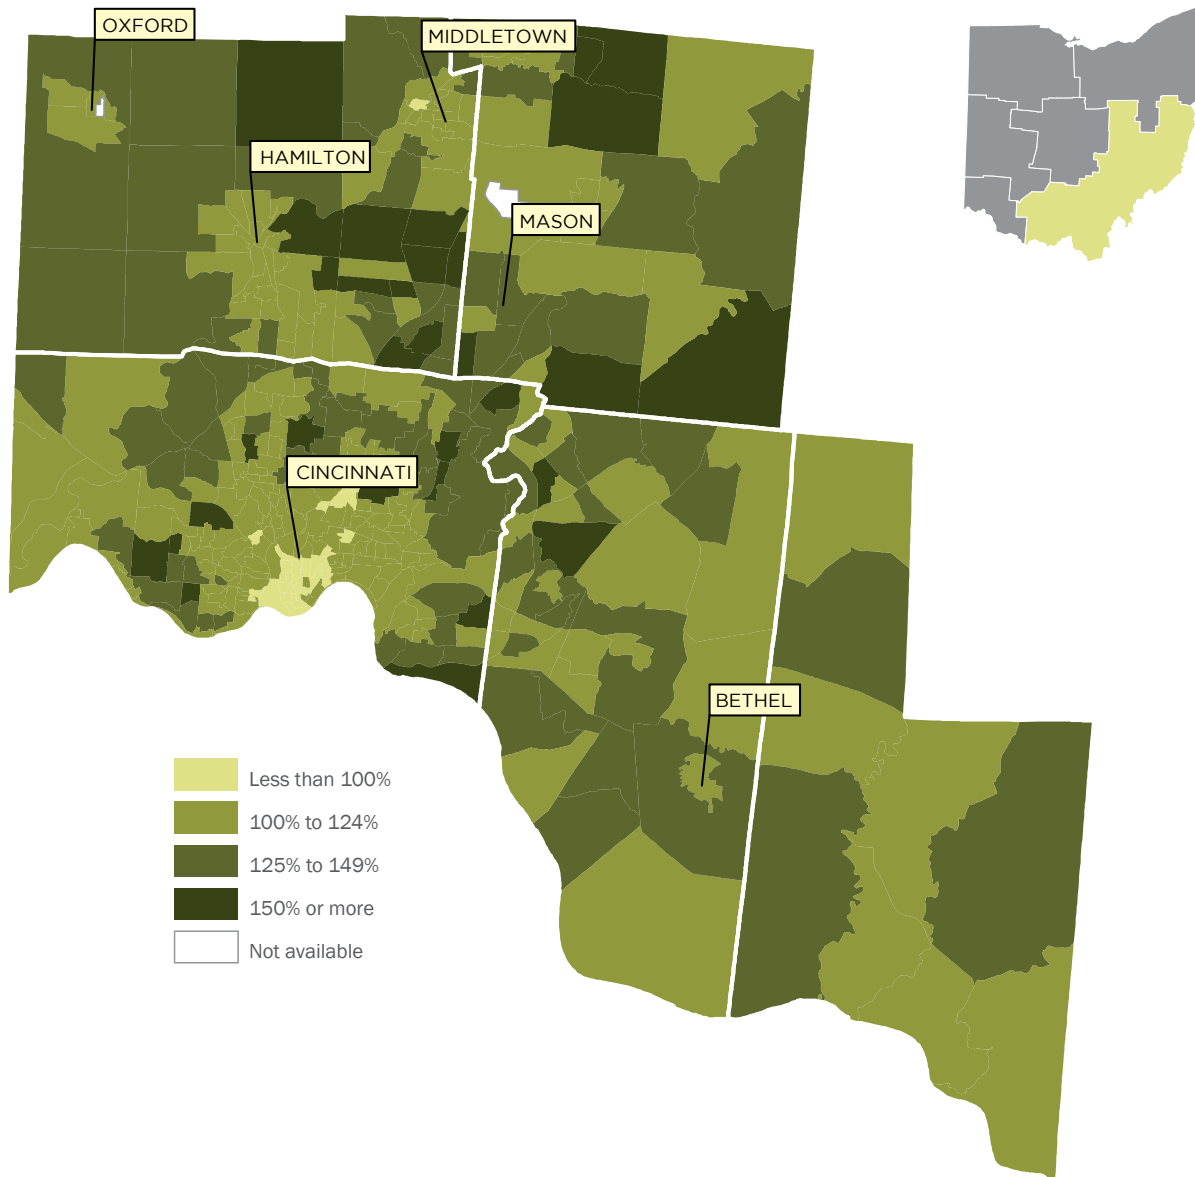 OXFORD
MIDDLETOWN
HAMILTON
MASON
CINCINNATI
BETHEL
Less than 100%
100% to 124%
125% to 149%
150% or more
Not available